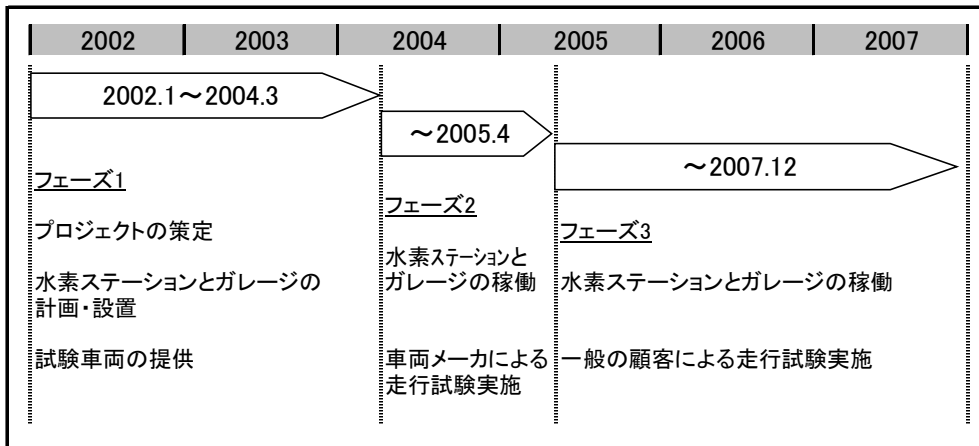 2002 2003 2004 2005 2006 2007
2002.1～2004.3
～2005.4
～2007.12
フェーズ1
プロジェクトの策定
水素ステーションとガレージの
計画・設置
試験車両の提供
フェーズ2
水素ｽﾃｰｼｮﾝと
ガレージの稼働
車両メーカによる
走行試験実施
フェーズ3
水素ステーションとガレージの稼働
一般の顧客による走行試験実施